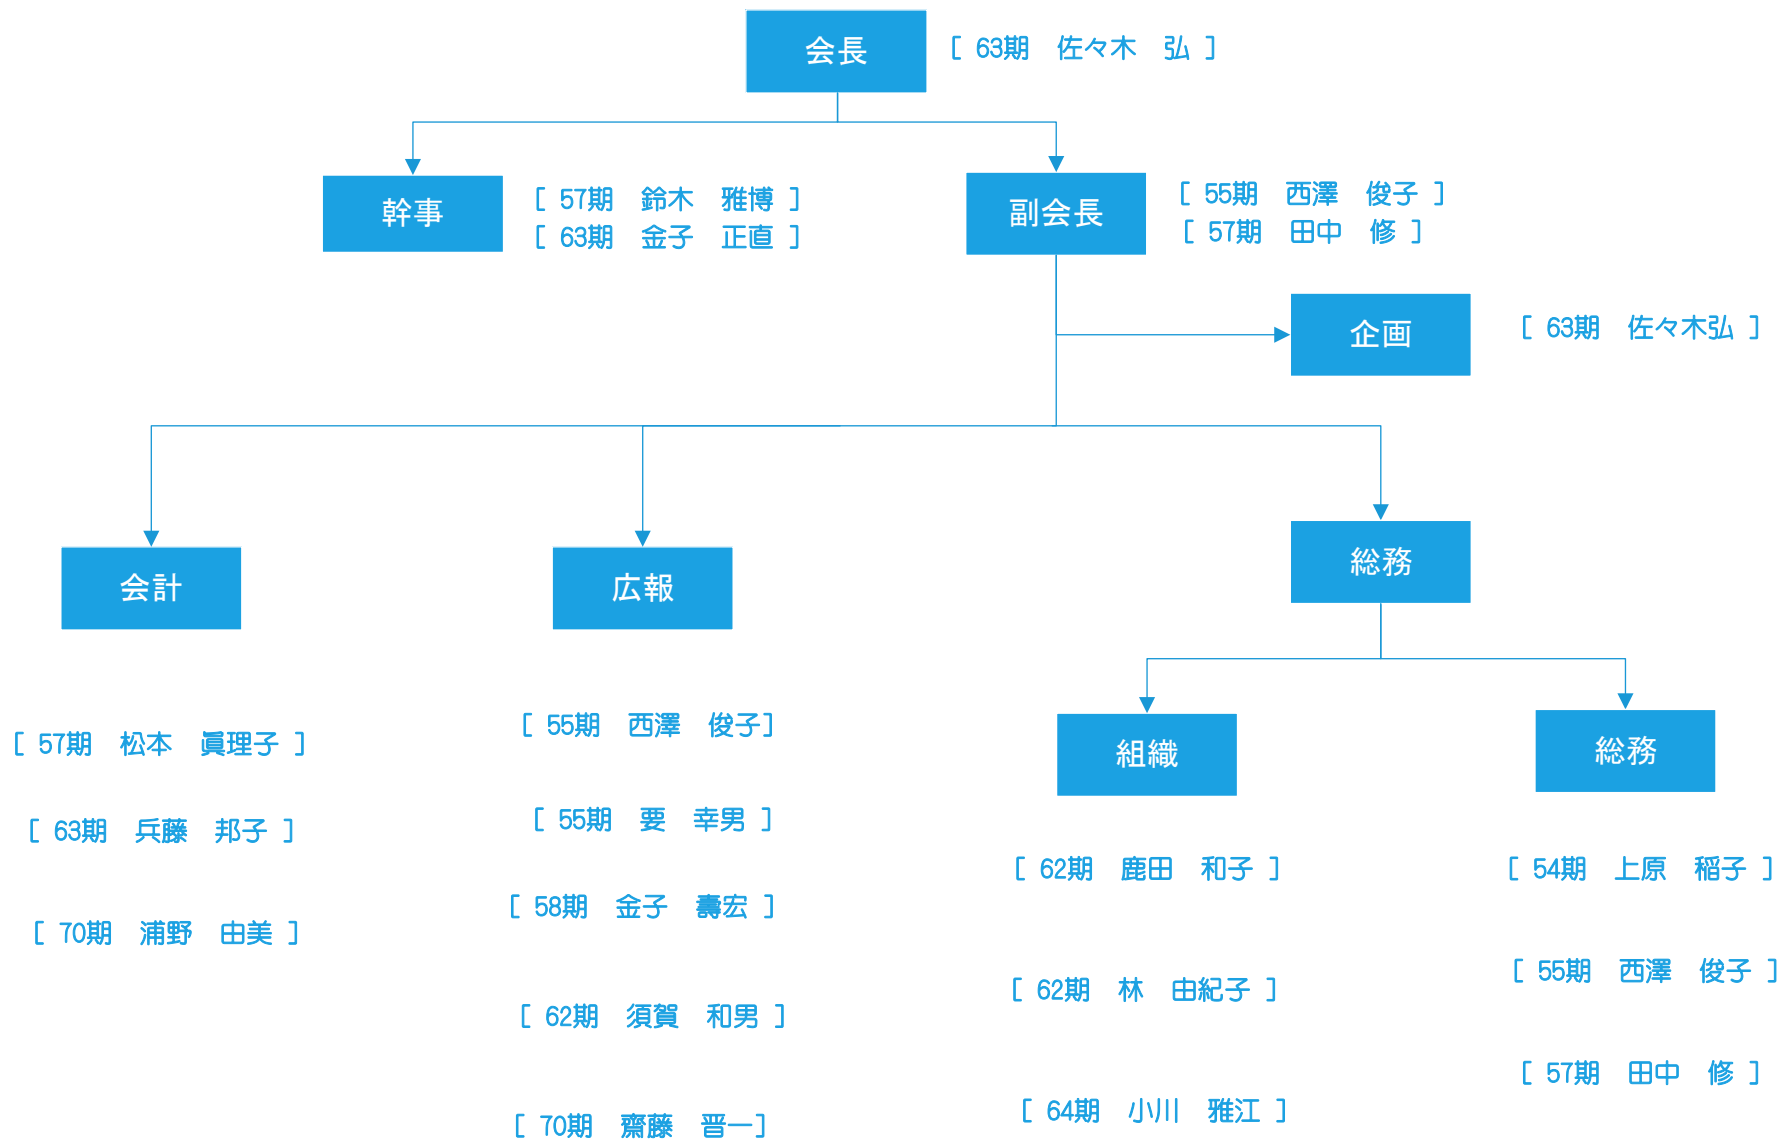 会長
[ 63期　佐々木　弘 ]
幹事
[ 57期　鈴木　雅博 ]
[ 63期　金子　正直 ]
副会長
[ 55期　西澤　俊子 ]
[ 57期　田中　修 ]
企画
[ 63期　佐々木弘 ]
会計
[ 57期　松本　眞理子 ]
[ 63期　兵藤　邦子 ]
[ 70期　浦野　由美 ]
広報
[ 55期　西澤　俊子]
[ 55期　要　幸男 ]
[ 58期　金子　壽宏 ]
[ 62期　須賀　和男 ]
[ 70期　齋藤　晋一]
総務
組織
[ 62期　鹿田　和子 ]
[ 62期　林　由紀子 ]
[ 64期　小川　雅江 ]
総務
[ 54期　上原　稲子 ]
[ 55期　西澤　俊子 ]
[ 57期　田中　修 ]